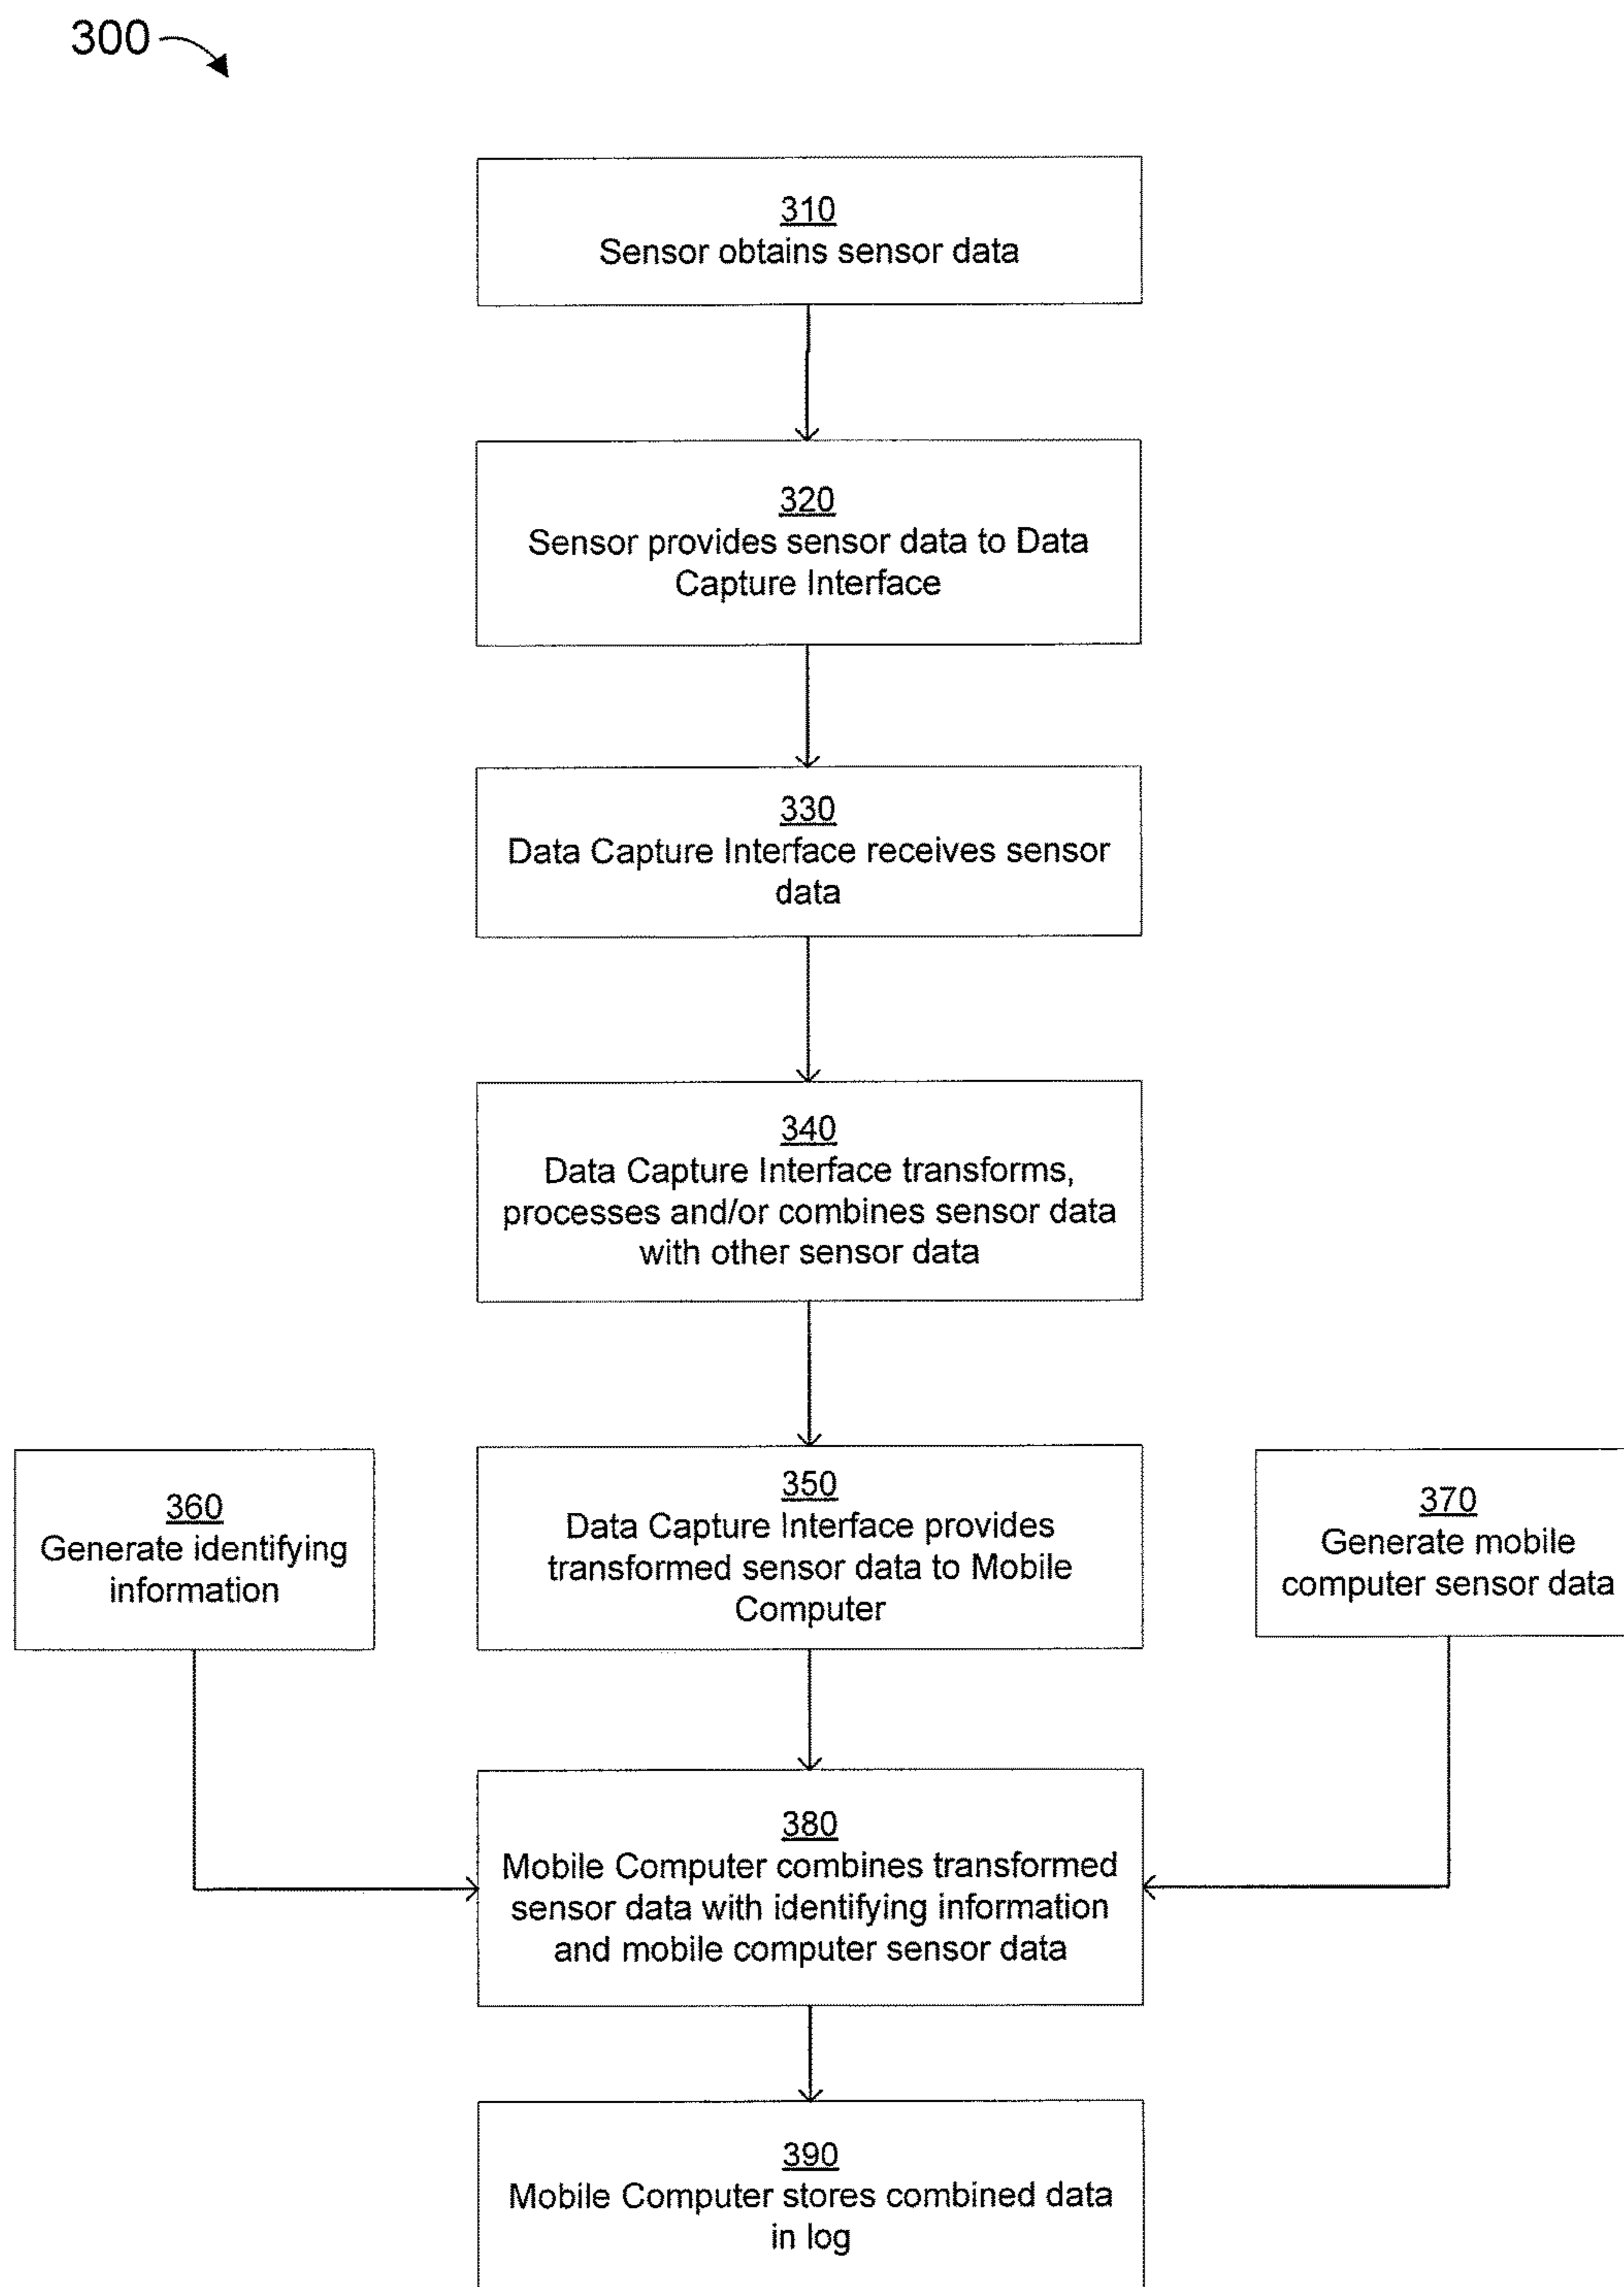 300
310
Sensor obtains sensor data
320
Sensor provides sensor data to Data
Capture Interface
330
Data Capture Interface receives sensor
data
340
Data Capture Interface transforms,
processes and/or combines sensor data
with other sensor data
350
Data Capture Interface provides
transformed sensor data to Mobile
Computer
360
Generate identifying
information
370
Generate mobile
computer sensor data
380
Mobile Computer combines transformed
sensor data with identifying information
and mobile computer sensor data
390
Mobile Computer stores combined data
in log